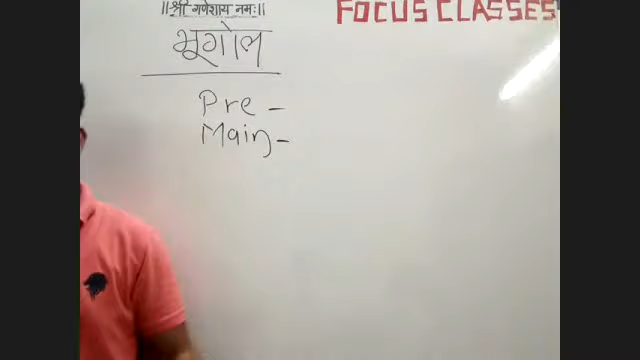 ||श्री गणेशाय नमः||
FOCUS CLASSES
भूगोल
Pre -
Main -